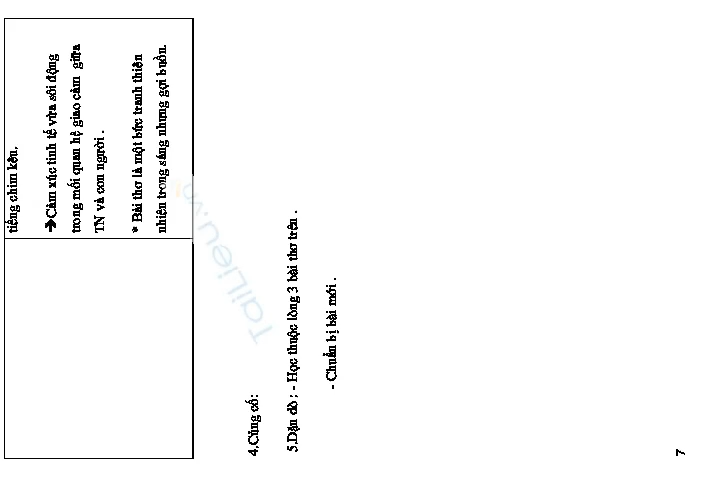 tiếng chim kêu.
→Cảm xúc tinh tế vừa sôi động
trong mối quan hệ giao cảm giữa
TN và con người .
* Bài thơ là một bức tranh thiên
nhiên trong sáng nhưng gợi buồn.
4.Củng cố:
5.Dặn dò : - Học thuộc lòng 3 bài thơ trên .
- Chuẩn bị bài mới .
TaiLieu.vn
7